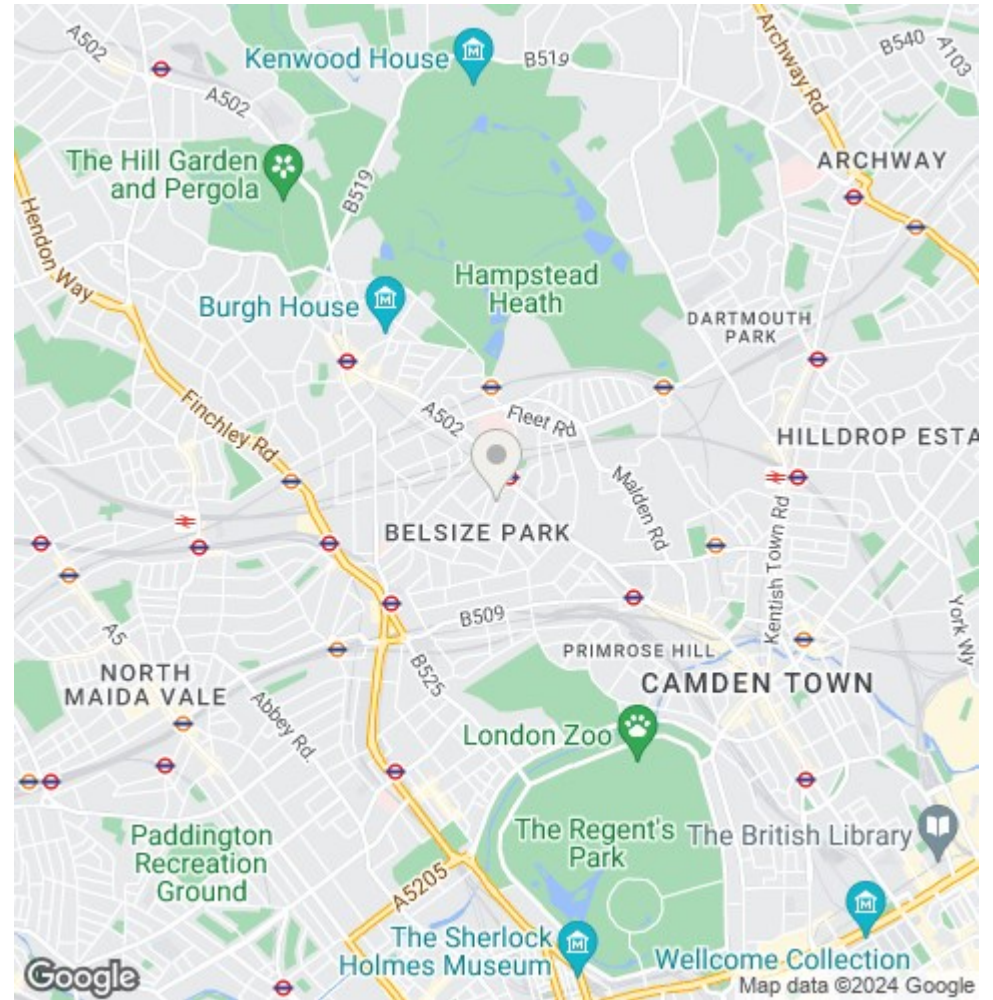 A502
Kenwood House
B519
B540
A103
Archway Rd
A502
The Hill Garden
and Pergola
B519
ARCHWAY
Hendon Way
Hampstead
Heath
Burgh House
DARTMOUTH
PARK
Finchley Rd
A502
Fleet Rd
HILLDROP ESTA
Malden Rd
BELSIZE PARK
Kentish Town Rd
York Wy
B509
A5
PRIMROSE HILL
NORTH
MAIDA VALE
B525
CAMDEN TOWN
Abbey Rd.
London Zoo
Paddington
Recreation
Ground
The Regent's
Park
The British Library
A5205
The Sherlock
Holmes Museum
Wellcome Collection
Google
Map data ©2024 Google